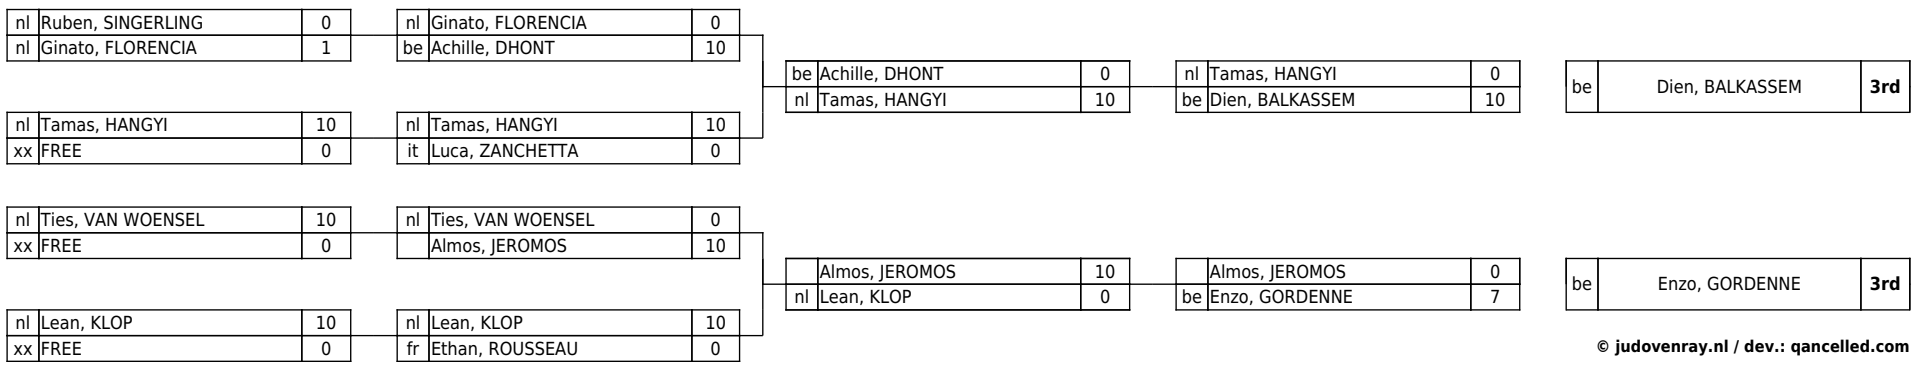 nl Ruben, SINGERLING 0
nl Ginato, FLORENCIA 1
nl Ginato, FLORENCIA 0
be Achille, DHONT 10
be Achille, DHONT 0
nl Tamas, HANGYI 10
nl Tamas, HANGYI 0
be Dien, BALKASSEM 10
be Dien, BALKASSEM 3rd
nl Tamas, HANGYI 10
xx FREE 0
nl Tamas, HANGYI 10
it Luca, ZANCHETTA 0
nl Ties, VAN WOENSEL 10
xx FREE 0
nl Ties, VAN WOENSEL 0
Almos, JEROMOS 10
Almos, JEROMOS 10
nl Lean, KLOP 0
Almos, JEROMOS 0
be Enzo, GORDENNE 7
be Enzo, GORDENNE 3rd
nl Lean, KLOP 10
xx FREE 0
nl Lean, KLOP 10
fr Ethan, ROUSSEAU 0
© judovenray.nl / dev.: qancelled.com